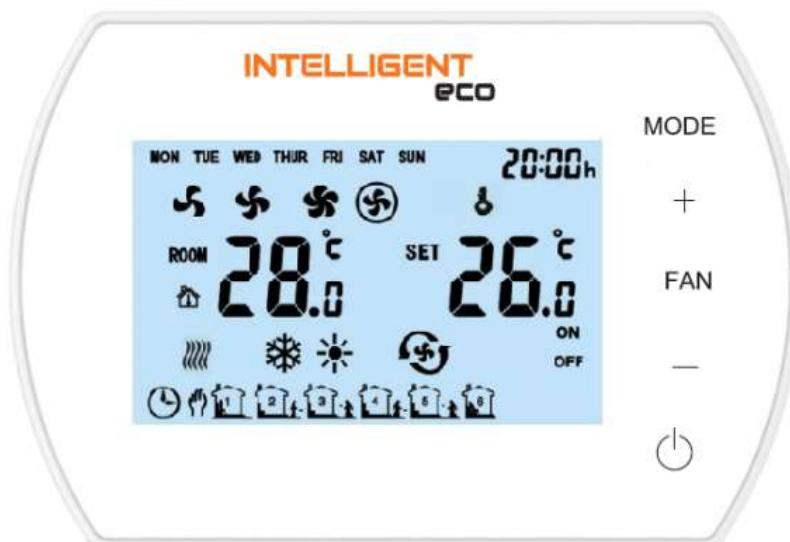 INTELLIGENT
eco
MODE
MON TUE WED THUR FRI SAT SUN 20:00h
+
ROOM 28.0 °C SET 26.0 °C
FAN
ON
OFF
—
1 2 3 4 5 6